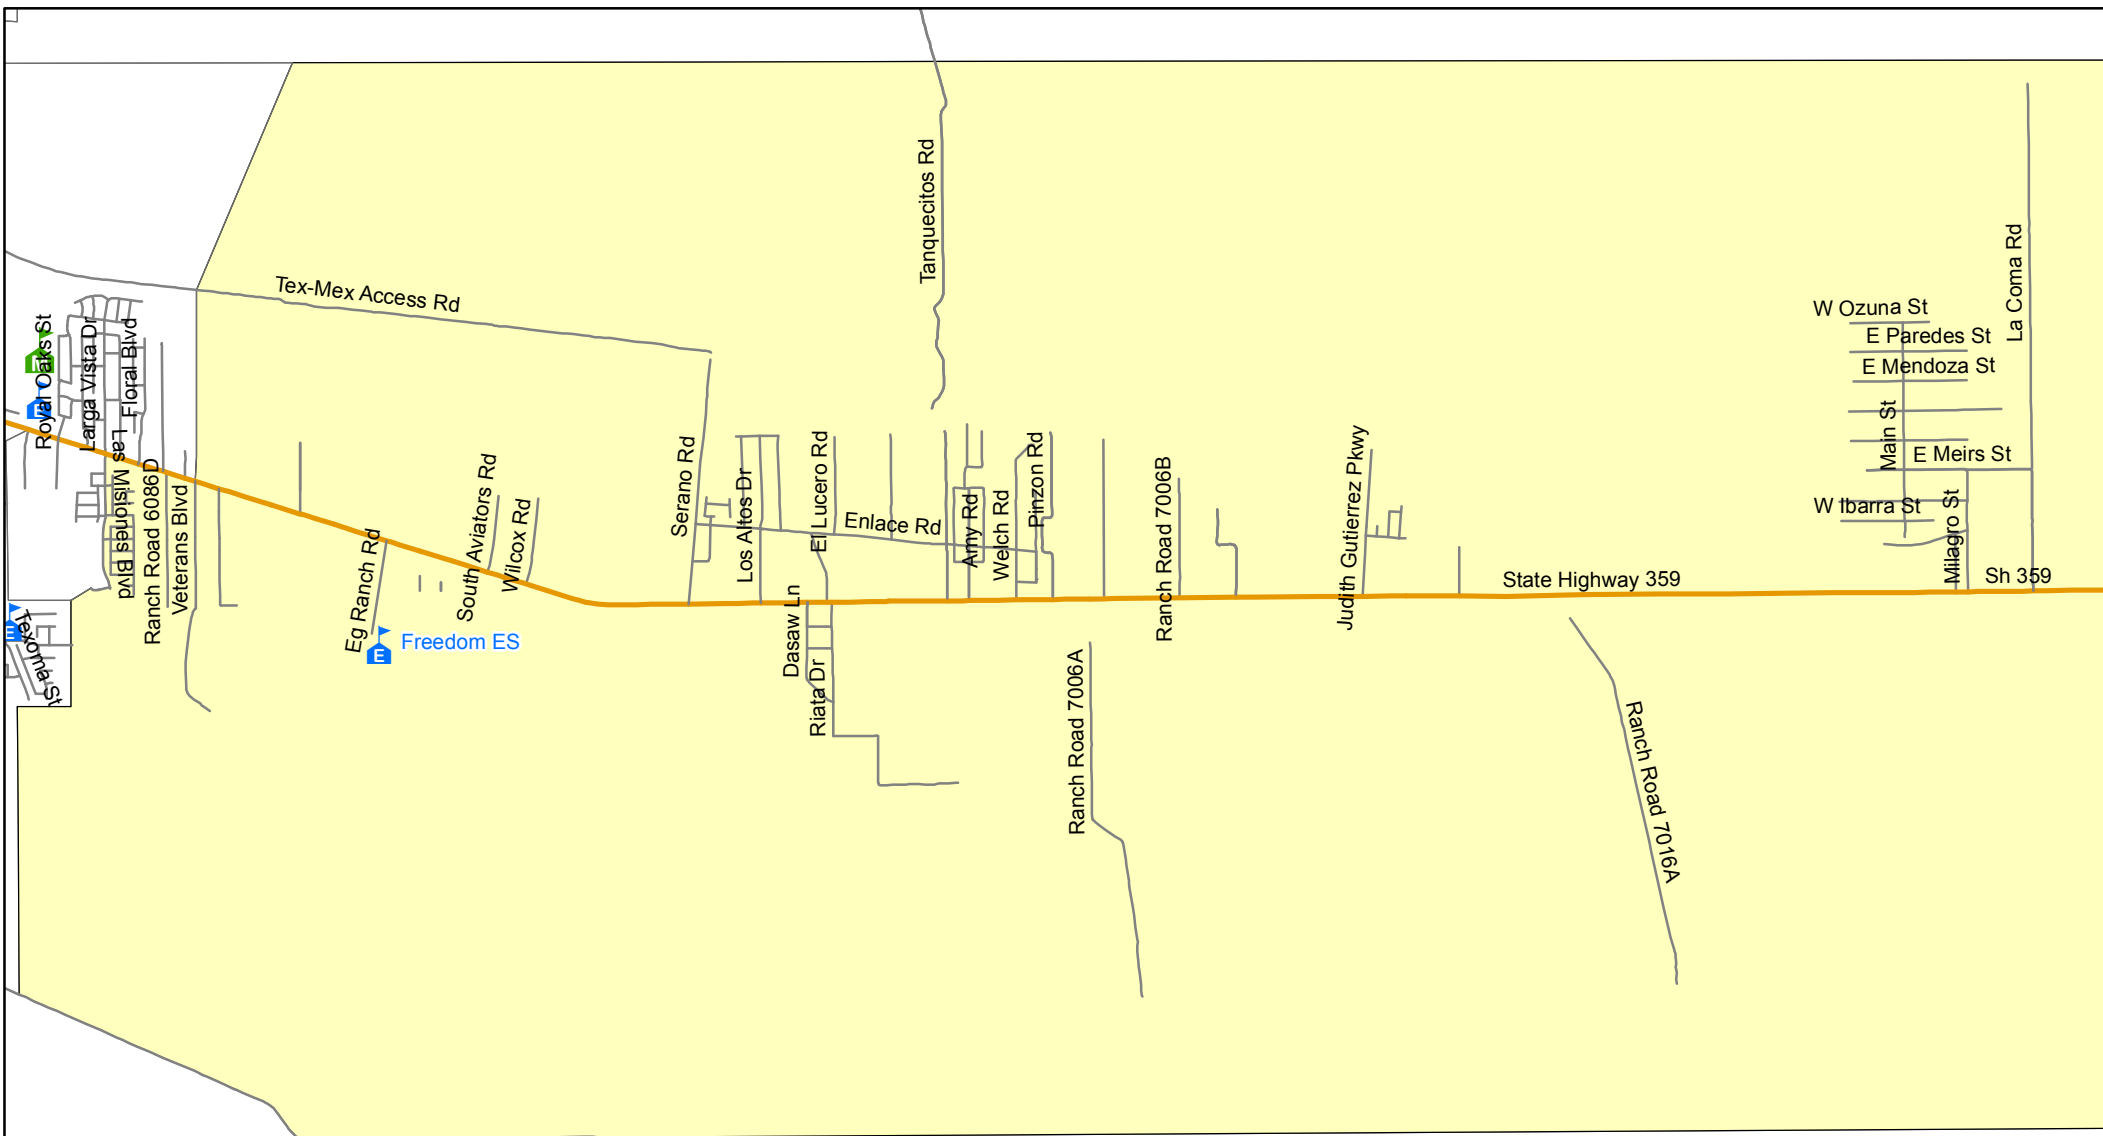 Tanquecitos Rd
Tex-Mex Access Rd
La Coma Rd
W Ozuna St
E Paredes St
E Mendoza St
Main St
E Meirs St
W Ibarra St
Milagro St
Sh 359
State Highway 359
Royal Oaks St
Larga Vista Dr
Floral Blvd
Las Misiones Blvd
Ranch Road 6086D
Veterans Blvd
Texoma St
E
E
Eg Ranch Rd
Freedom ES
South Aviators Rd
Wilcox Rd
Serano Rd
Los Altos Dr
El Lucero Rd
Enlace Rd
Amy Rd
Welch Rd
Pinzon Rd
Ranch Road 7006B
Judith Gutierrez Pkwy
Dasaw Ln
Riata Dr
Ranch Road 7006A
Ranch Road 7016A